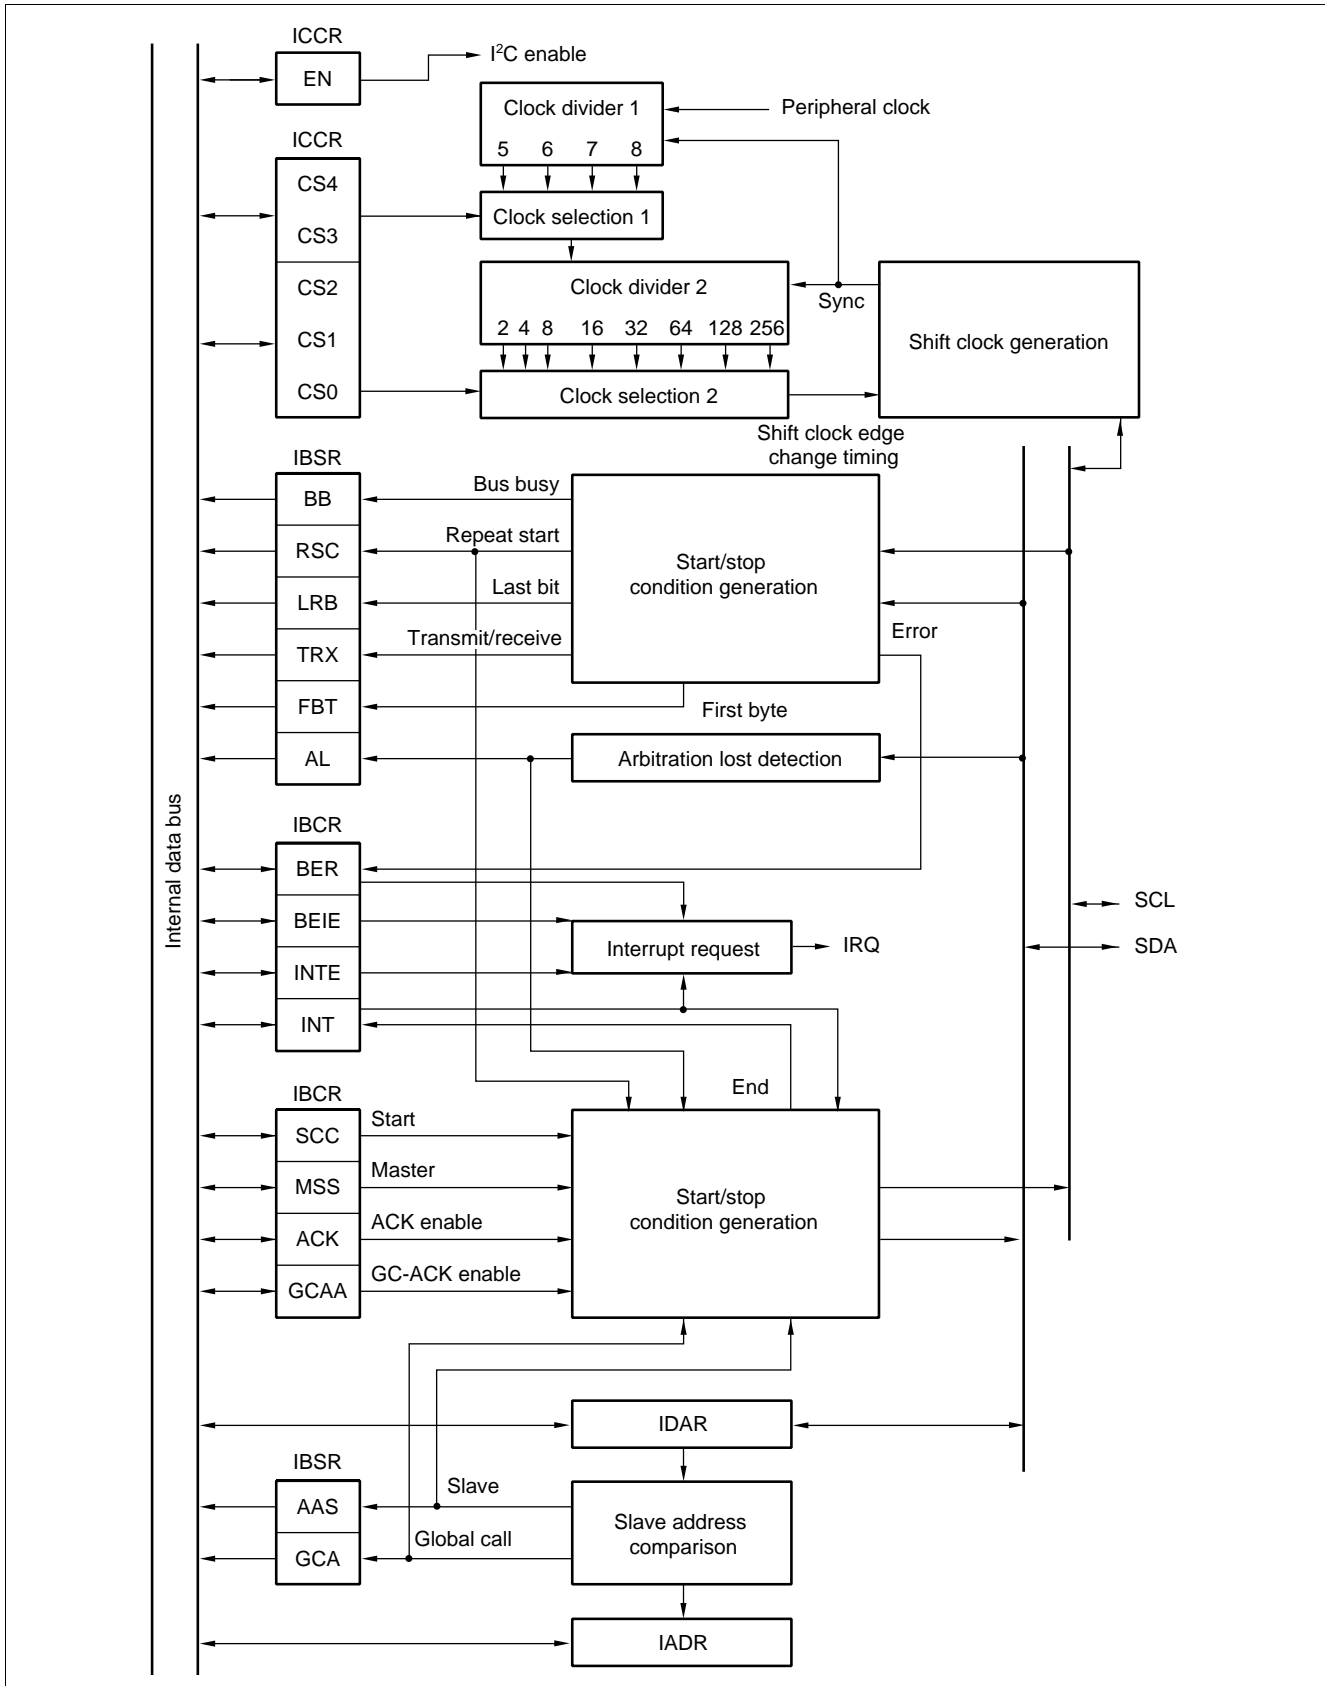 ICCR
EN
I²C enable
Clock divider 1
5 6 7 8
Peripheral clock
ICCR
CS4
CS3
CS2
CS1
CS0
Clock selection 1
Clock divider 2
2 4 8 16 32 64 128 256
Sync
Shift clock generation
Clock selection 2
Shift clock edge
change timing
IBSR
BB
RSC
LRB
TRX
FBT
AL
Bus busy
Repeat start
Last bit
Transmit/receive
Start/stop
condition generation
Error
First byte
Arbitration lost detection
Internal data bus
IBCR
BER
BEIE
INTE
INT
Interrupt request
IRQ
SCL
SDA
End
IBCR
SCC
MSS
ACK
GCAA
Start
Master
ACK enable
GC-ACK enable
Start/stop
condition generation
IDAR
IBSR
AAS
GCA
Slave
Global call
Slave address
comparison
IADR